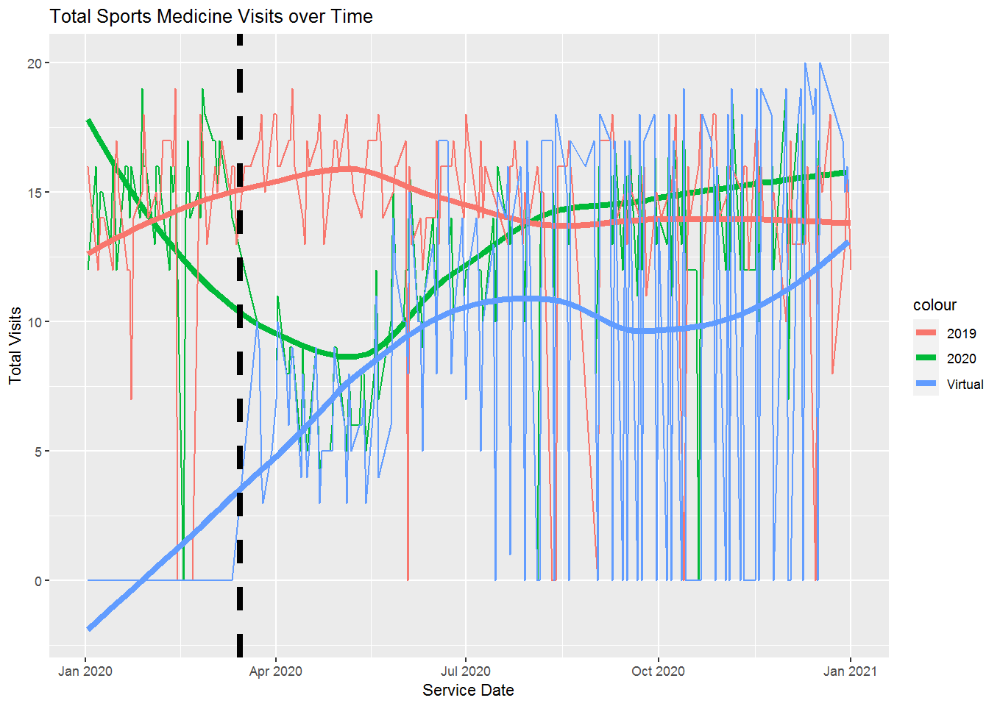 Total Sports Medicine Visits over Time
Total Visits
20
15
10
5
0
Jan 2020
Apr 2020
Jul 2020
Oct 2020
Jan 2021
Service Date
colour
2019
2020
Virtual